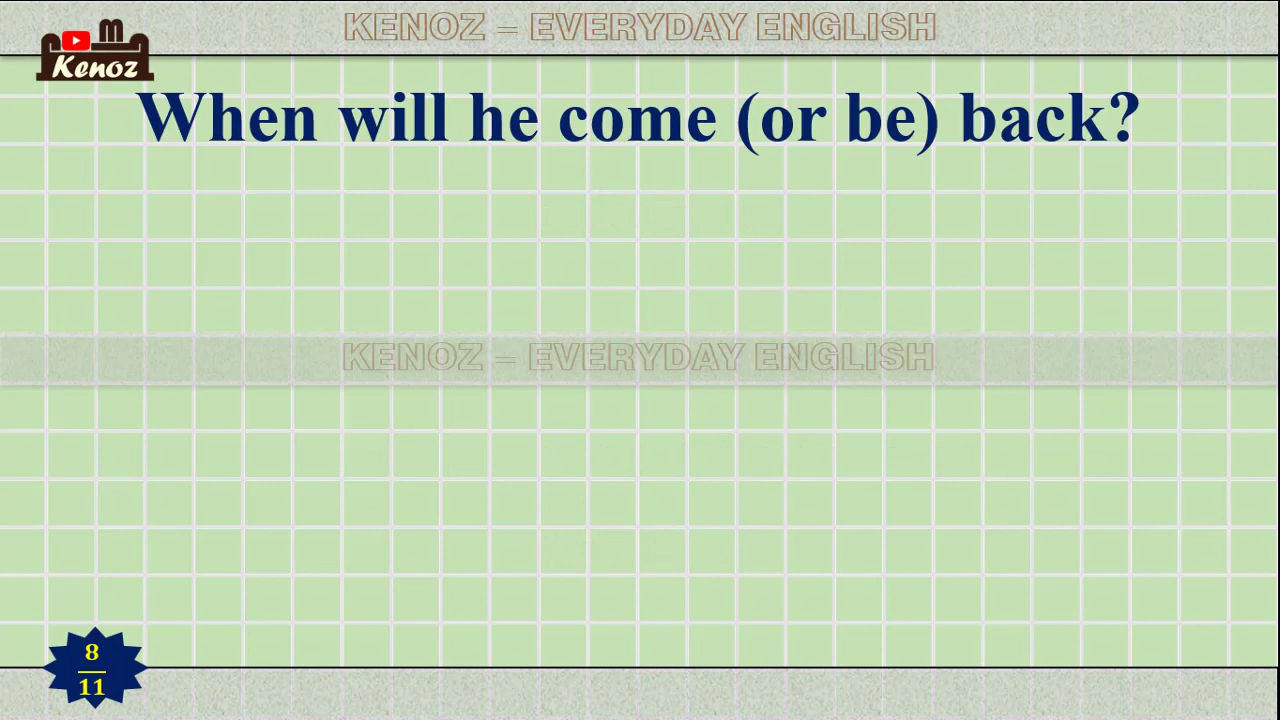 KENOZ – EVERYDAY ENGLISH
Kenoz
When will he come (or be) back?
KENOZ – EVERYDAY ENGLISH
8
11